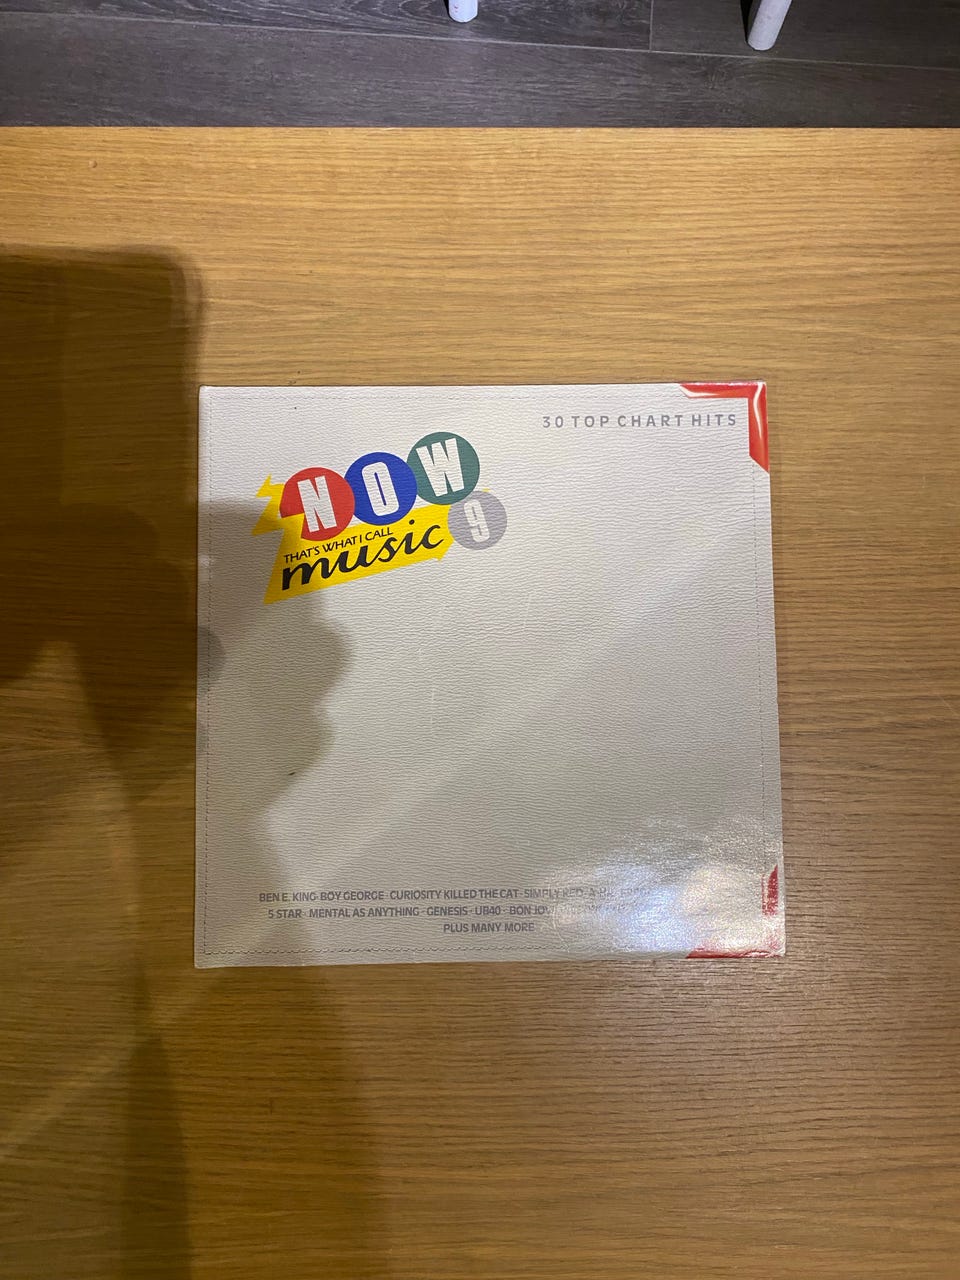 30 TOP CHART HITS
NOW
9
THAT'S WHAT I CALL
music
BEN E. KING· BOY GEORGE · CURIOSITY KILLED THE CAT · SIMPLY RED ·
5 STAR · MENTAL AS ANYTHING · GENESIS · UB40 · BON JOVI
PLUS MANY MORE